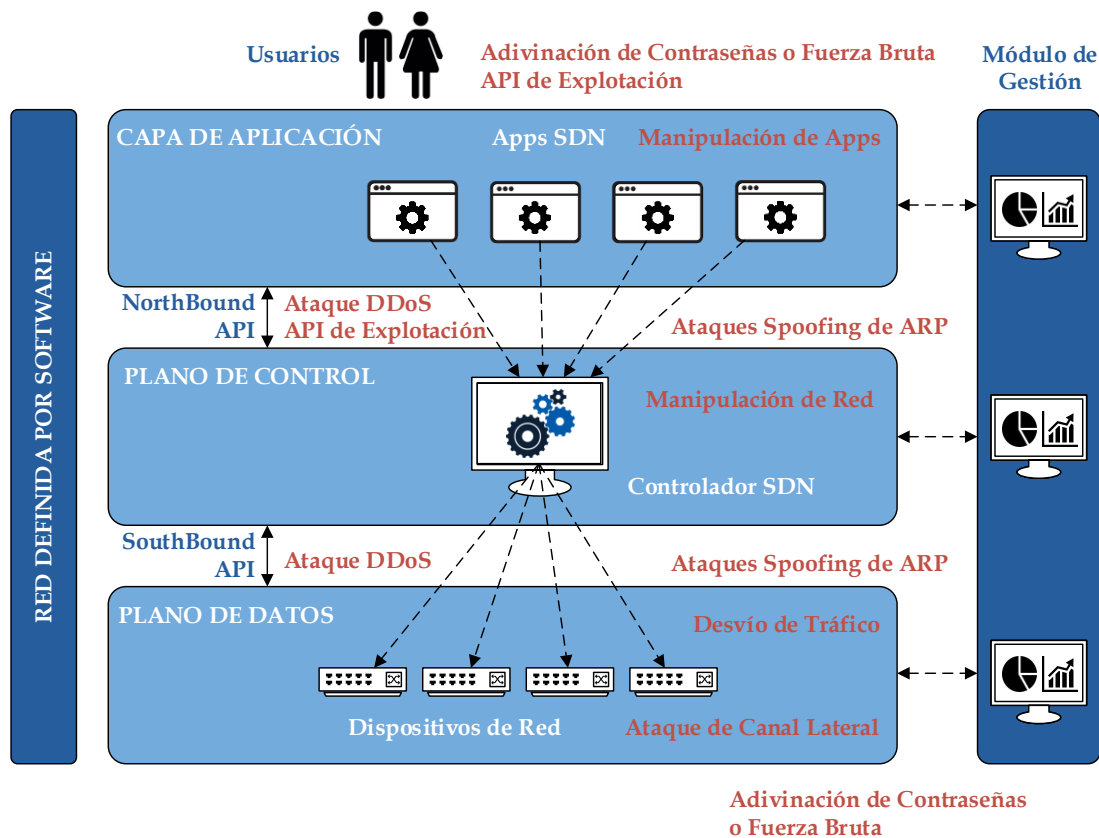 Usuarios
Adivinación de Contraseñas o Fuerza Bruta
API de Explotación
Módulo de
Gestión
RED DEFINIDA POR SOFTWARE
CAPA DE APLICACIÓN
Apps SDN
Manipulación de Apps
NorthBound
API
Ataque DDoS
API de Explotación
Ataques Spoofing de ARP
PLANO DE CONTROL
Manipulación de Red
Controlador SDN
SouthBound
API
Ataque DDoS
Ataques Spoofing de ARP
PLANO DE DATOS
Desvío de Tráfico
Dispositivos de Red
Ataque de Canal Lateral
Adivinación de Contraseñas
o Fuerza Bruta